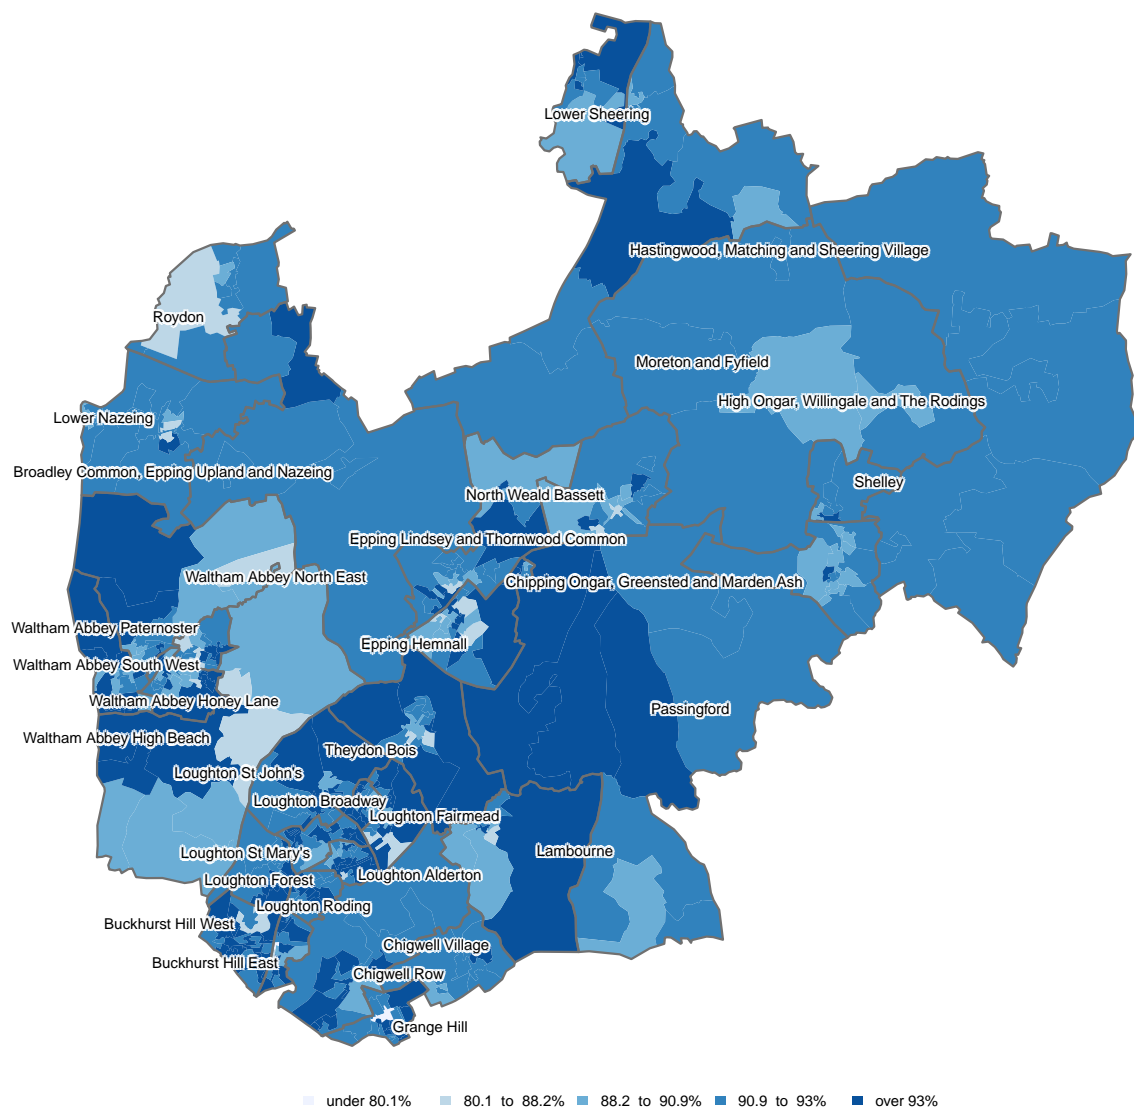 Lower Sheering
Hastingwood, Matching and Sheering Village
Roydon
Moreton and Fyfield
High Ongar, Willingale and The Rodings
Lower Nazeing
Broadley Common, Epping Upland and Nazeing
Shelley
North Weald Bassett
Epping Lindsey and Thornwood Common
Waltham Abbey North East
Chipping Ongar, Greensted and Marden Ash
Waltham Abbey Paternoster
Epping Hemnall
Waltham Abbey South West
Waltham Abbey Honey Lane
Passingford
Waltham Abbey High Beach
Theydon Bois
Loughton St John's
Loughton Broadway
Loughton Fairmead
Loughton St Mary's
Lambourne
Loughton Forest
Loughton Alderton
Loughton Roding
Buckhurst Hill West
Chigwell Village
Buckhurst Hill East
Chigwell Row
Grange Hill
under 80.1% 80.1 to 88.2% 88.2 to 90.9% 90.9 to 93% over 93%